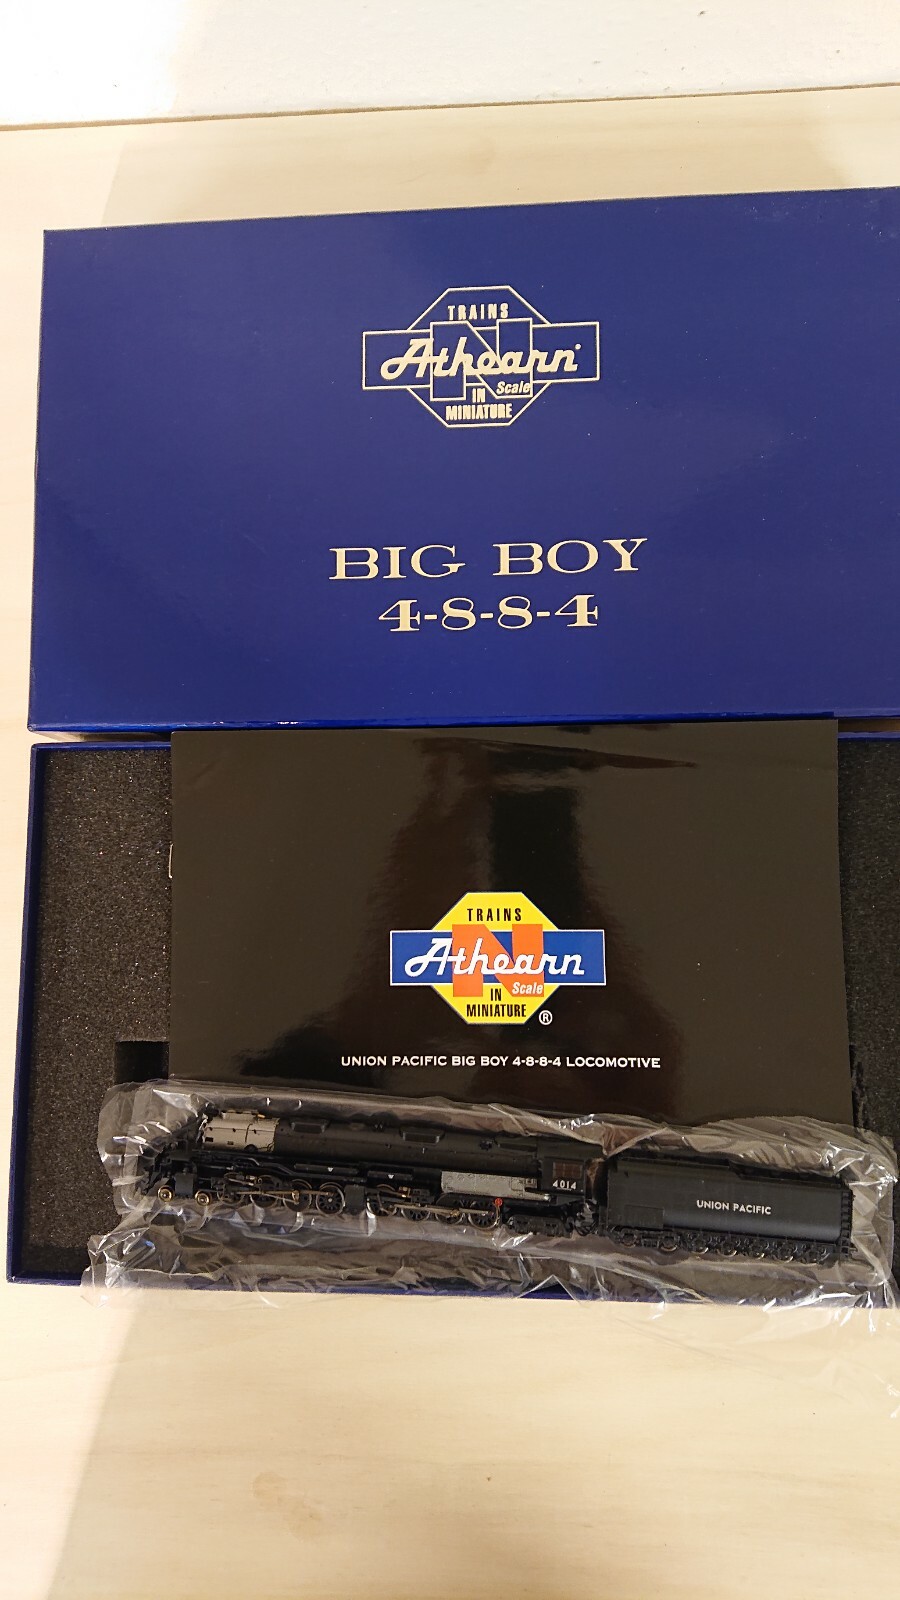 TRAINS
Athearn
N
Scale
IN
MINIATURE
BIG BOY
4-8-8-4
TRAINS
Athearn
N
Scale
IN
MINIATURE
®
UNION PACIFIC BIG BOY 4-8-8-4 LOCOMOTIVE
4014
UNION PACIFIC